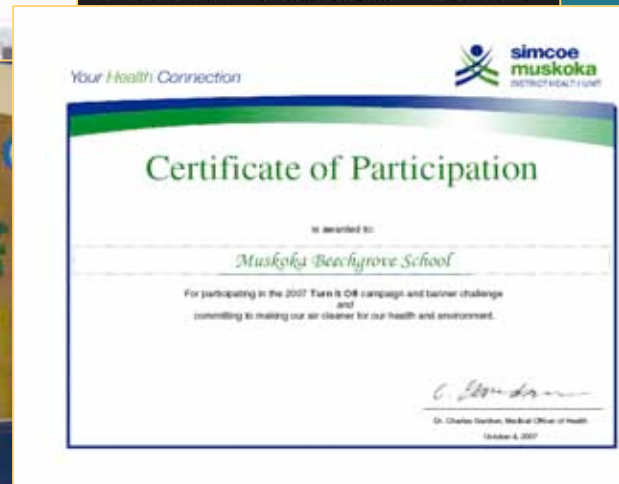 Your Health Connection
simcoe
muskoka
DISTRICT HEALTH UNIT
Certificate of Participation
is awarded to:
Muskoka Beechgrove School
For participating in the 2007 Turn It Off campaign and banner challenge
and
committing to making our air cleaner for our health and environment.
Dr. Charles Gardner, Medical Officer of Health
October 4, 2007